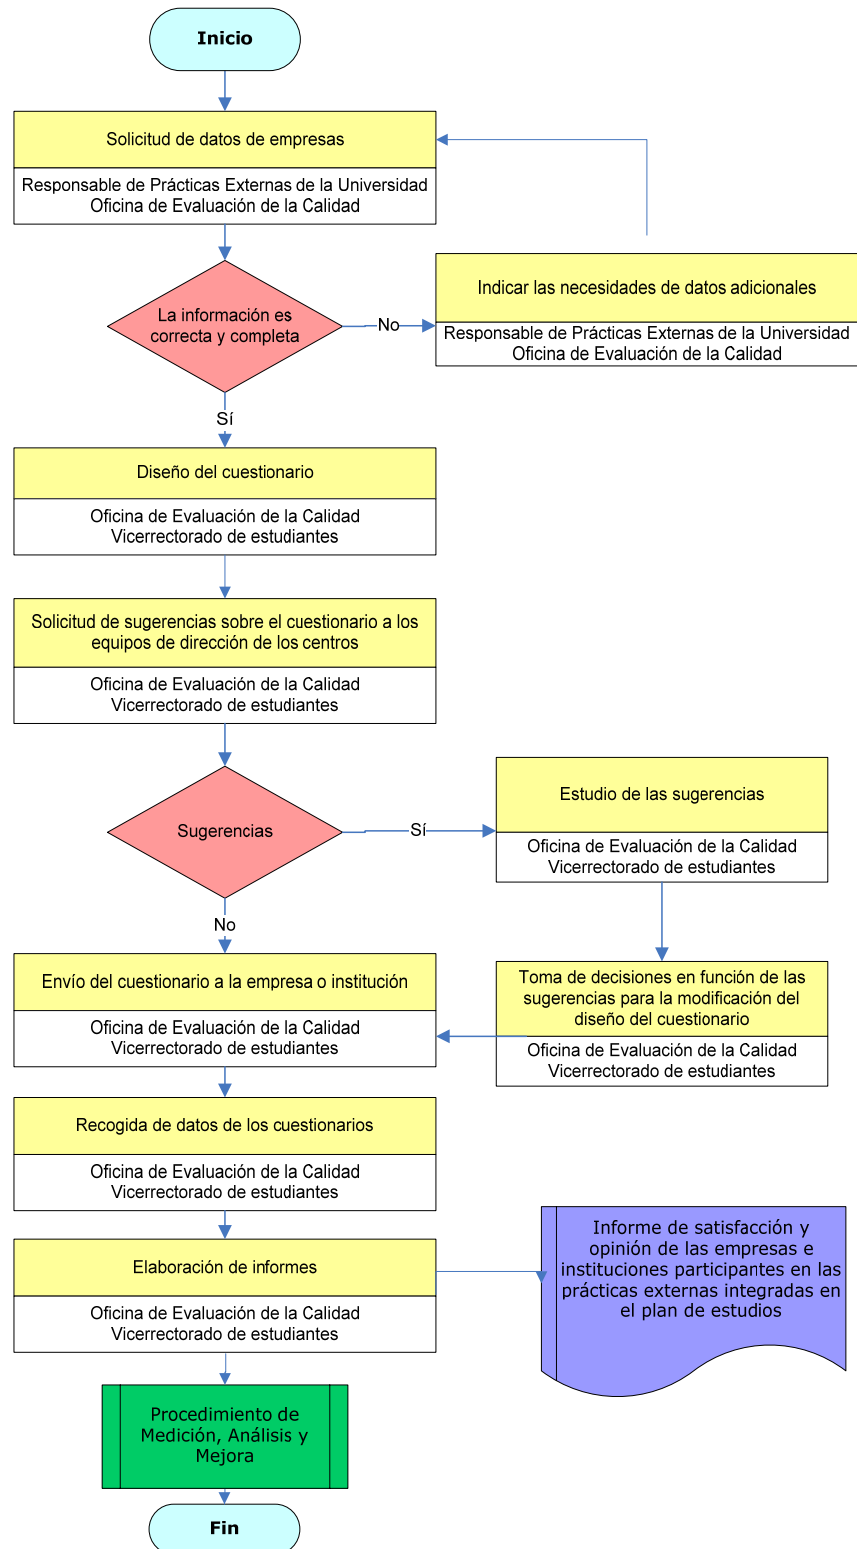 Inicio
Solicitud de datos de empresas
Responsable de Prácticas Externas de la Universidad
Oficina de Evaluación de la Calidad
La información es
correcta y completa
No
Indicar las necesidades de datos adicionales
Responsable de Prácticas Externas de la Universidad
Oficina de Evaluación de la Calidad
Sí
Diseño del cuestionario
Oficina de Evaluación de la Calidad
Vicerrectorado de estudiantes
Solicitud de sugerencias sobre el cuestionario a los
equipos de dirección de los centros
Oficina de Evaluación de la Calidad
Vicerrectorado de estudiantes
Sugerencias
Sí
Estudio de las sugerencias
Oficina de Evaluación de la Calidad
Vicerrectorado de estudiantes
Toma de decisiones en función de las
sugerencias para la modificación del
diseño del cuestionario
Oficina de Evaluación de la Calidad
Vicerrectorado de estudiantes
No
Envío del cuestionario a la empresa o institución
Oficina de Evaluación de la Calidad
Vicerrectorado de estudiantes
Recogida de datos de los cuestionarios
Oficina de Evaluación de la Calidad
Vicerrectorado de estudiantes
Elaboración de informes
Oficina de Evaluación de la Calidad
Vicerrectorado de estudiantes
Informe de satisfacción y
opinión de las empresas e
instituciones participantes en las
prácticas externas integradas en
el plan de estudios
Procedimiento de
Medición, Análisis y
Mejora
Fin